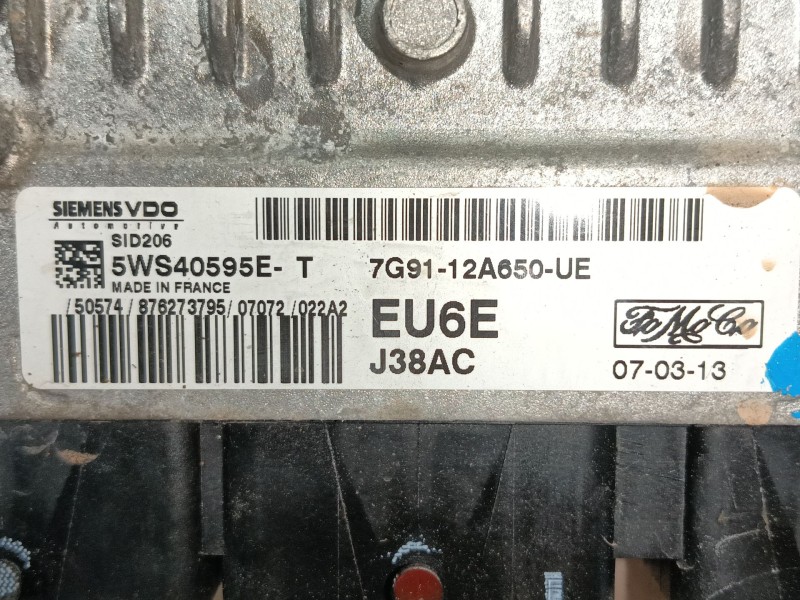 SIEMENS VDO
Automotive
SID206
5WS40595E- T
MADE IN FRANCE
/50574/876273795/07072/022A2
7G91-12A650-UE
EU6E
J38AC
FoMoCo
07-03-13